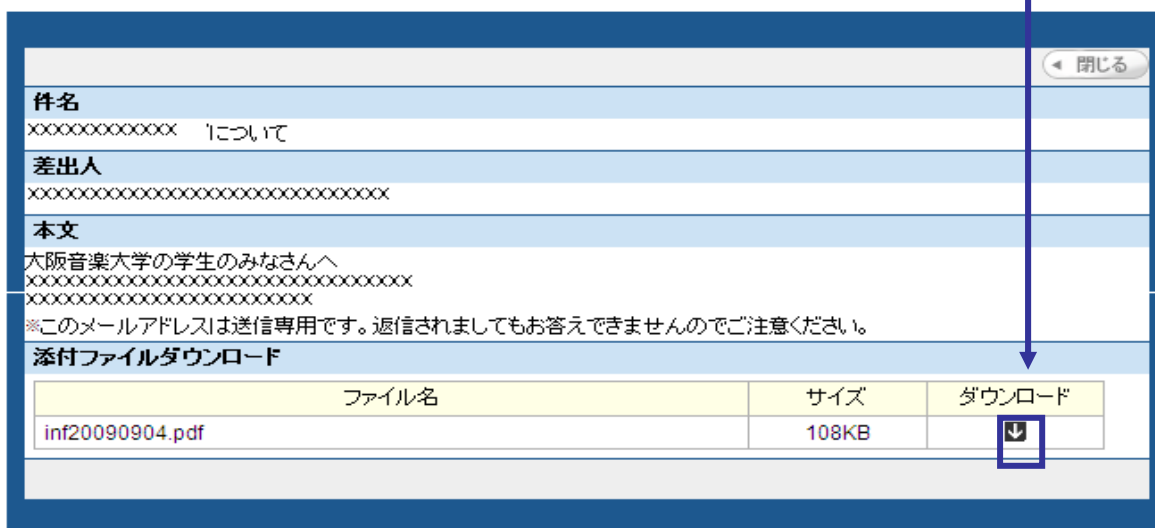 閉じる
件名
XXXXXXXXXXXX について
差出人
XXXXXXXXXXXXXXXXXXXXXXXXXXXXX
本文
大阪音楽大学の学生のみなさんへ
XXXXXXXXXXXXXXXXXXXXXXXXXXXXXXX
XXXXXXXXXXXXXXXXXXXXXXX
※このメールアドレスは送信専用です。返信されましてもお答えできませんのでご注意ください。
添付ファイルダウンロード
ファイル名 サイズ ダウンロード
inf20090904.pdf 108KB